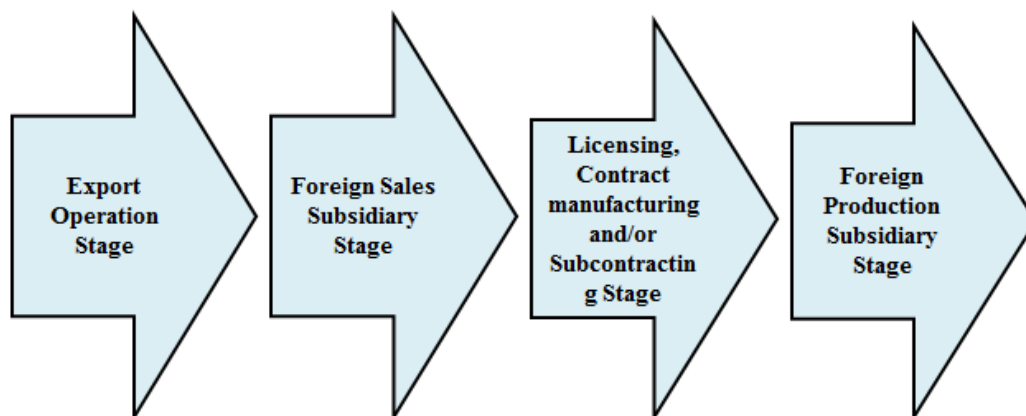 Export
Operation
Stage
Foreign Sales
Subsidiary
Stage
Licensing,
Contract
manufacturing
and/or
Subcontractin
g Stage
Foreign
Production
Subsidiary
Stage